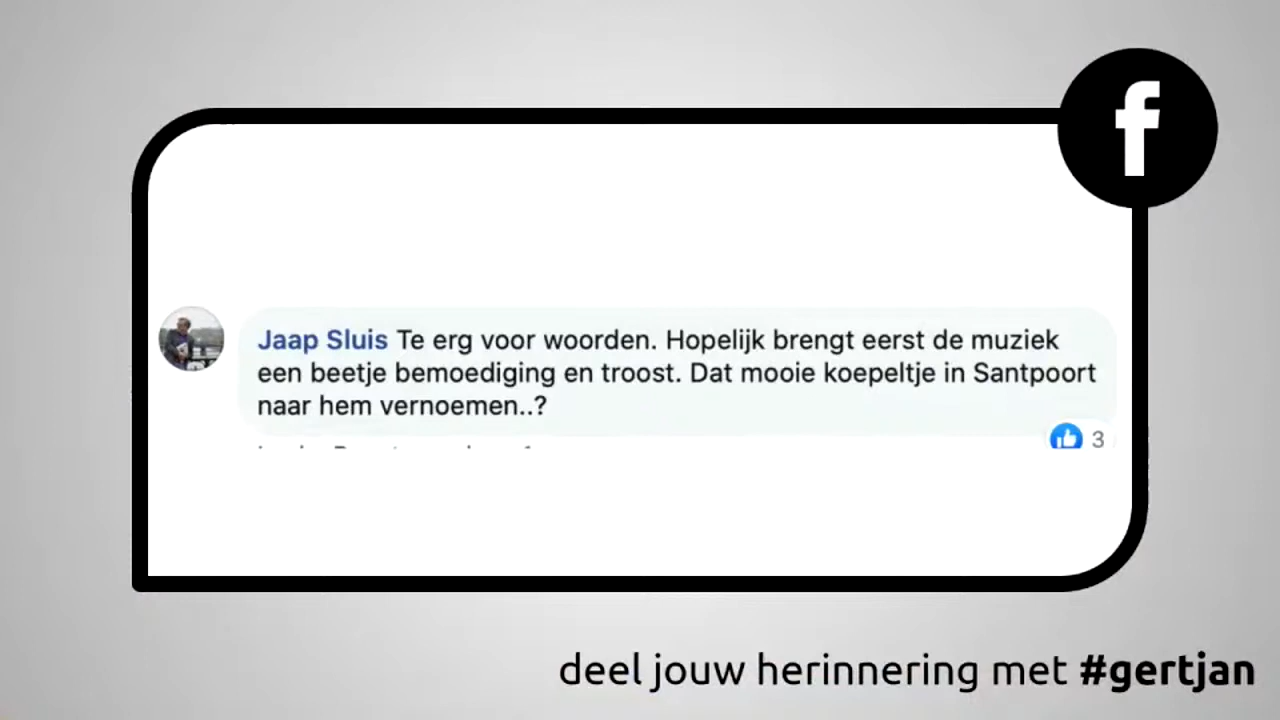 f
Jaap Sluis Te erg voor woorden. Hopelijk brengt eerst de muziek
een beetje bemoediging en troost. Dat mooie koepeltje in Santpoort
naar hem vernoemen..?
3
deel jouw herinnering met #gertjan